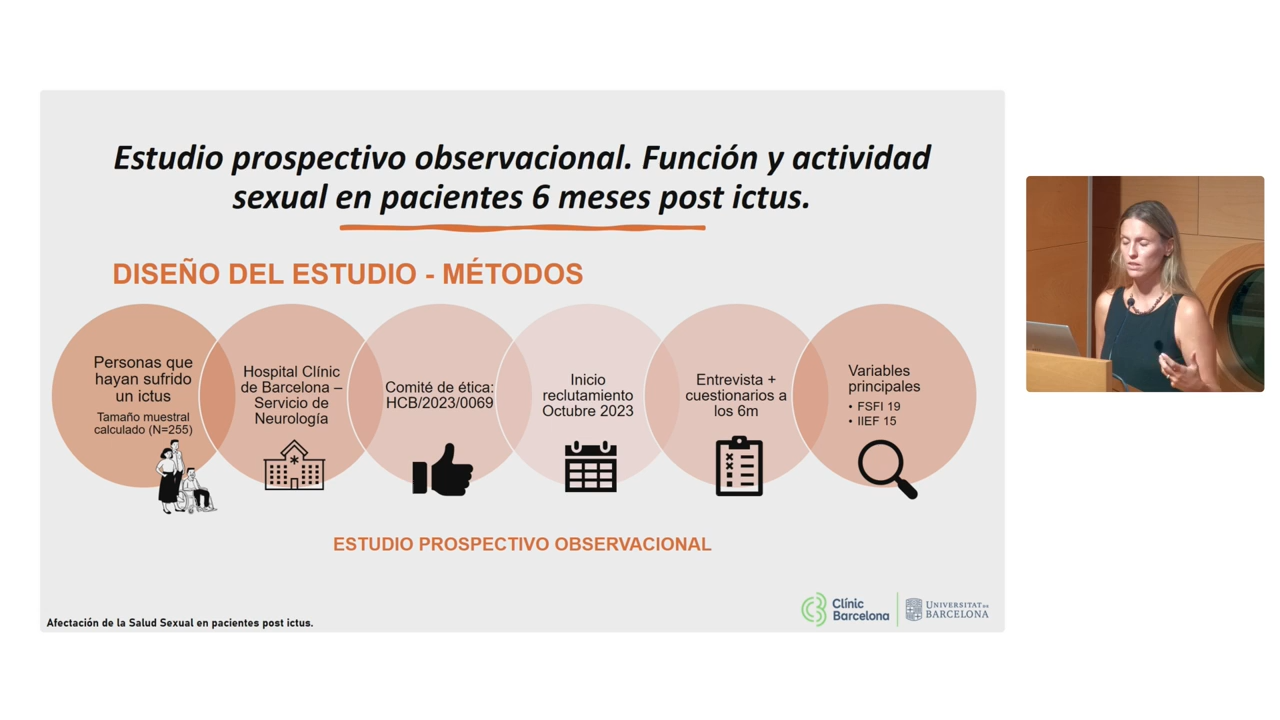 Estudio prospectivo observacional. Función y actividad
sexual en pacientes 6 meses post ictus.
DISEÑO DEL ESTUDIO - MÉTODOS
Personas que
hayan sufrido
un ictus
Tamaño muestral
calculado (N=255)
Hospital Clínic
de Barcelona –
Servicio de
Neurología
Comité de ética:
HCB/2023/0069
Inicio
reclutamiento
Octubre 2023
Entrevista +
cuestionarios a
los 6m
Variables
principales
• FSFI 19
• IIEF 15
ESTUDIO PROSPECTIVO OBSERVACIONAL
Afectación de la Salud Sexual en pacientes post ictus.
Clínic
Barcelona
UNIVERSITAT DE
BARCELONA